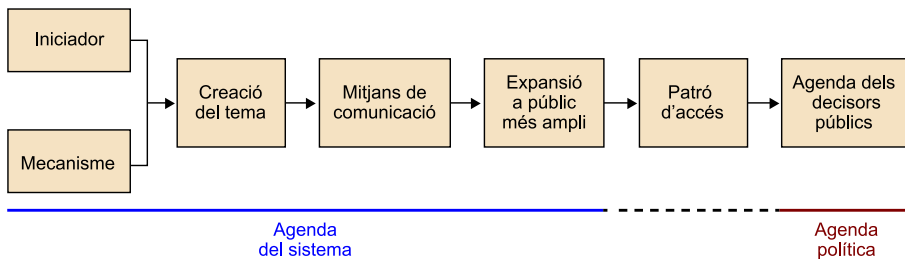 Iniciador
Mecanisme
Creació
del tema
Mitjans de
comunicació
Expansió
a públic
més ampli
Patró
d'accés
Agenda dels
decisors
públics
Agenda
del sistema
Agenda
política